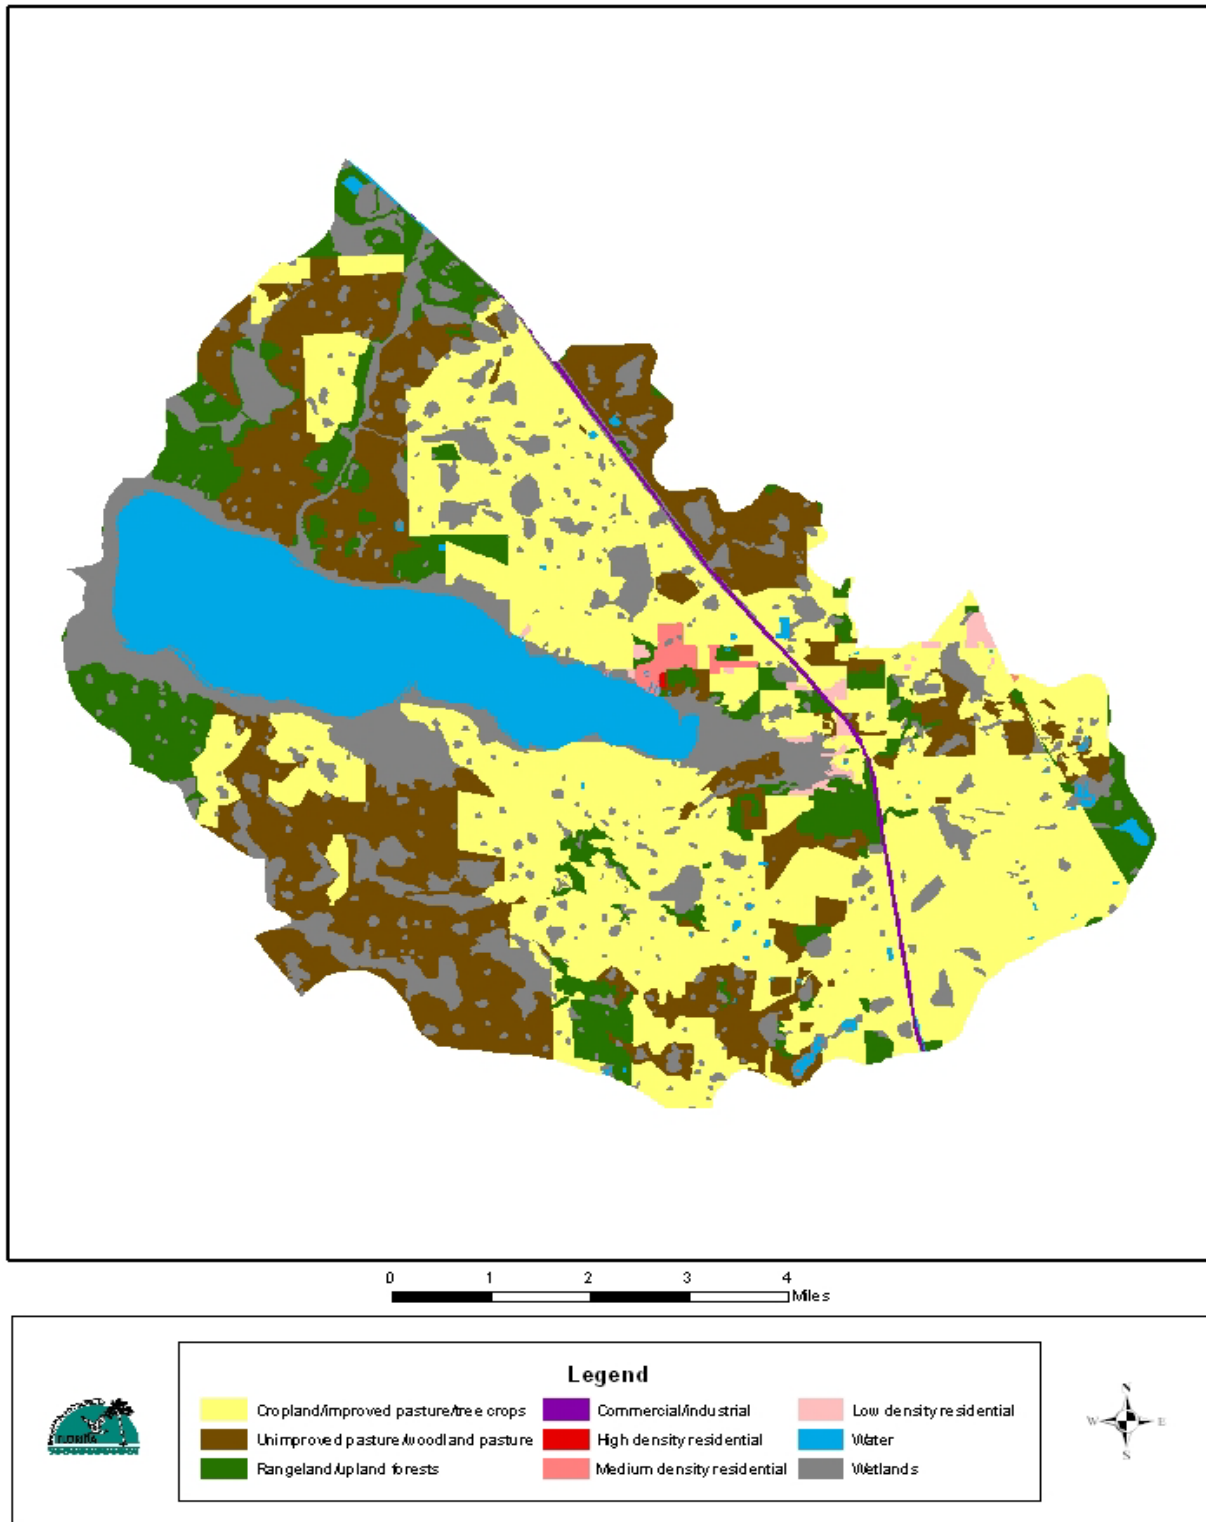 0 1 2 3 4
Miles
Legend
Cropland/improved pasture/tree crops
Unimproved pasture/woodland pasture
Rangeland/upland forests
Commercial/industrial
High density residential
Medium density residential
Low density residential
Water
Wetlands
FLORIDA
N
W E
S